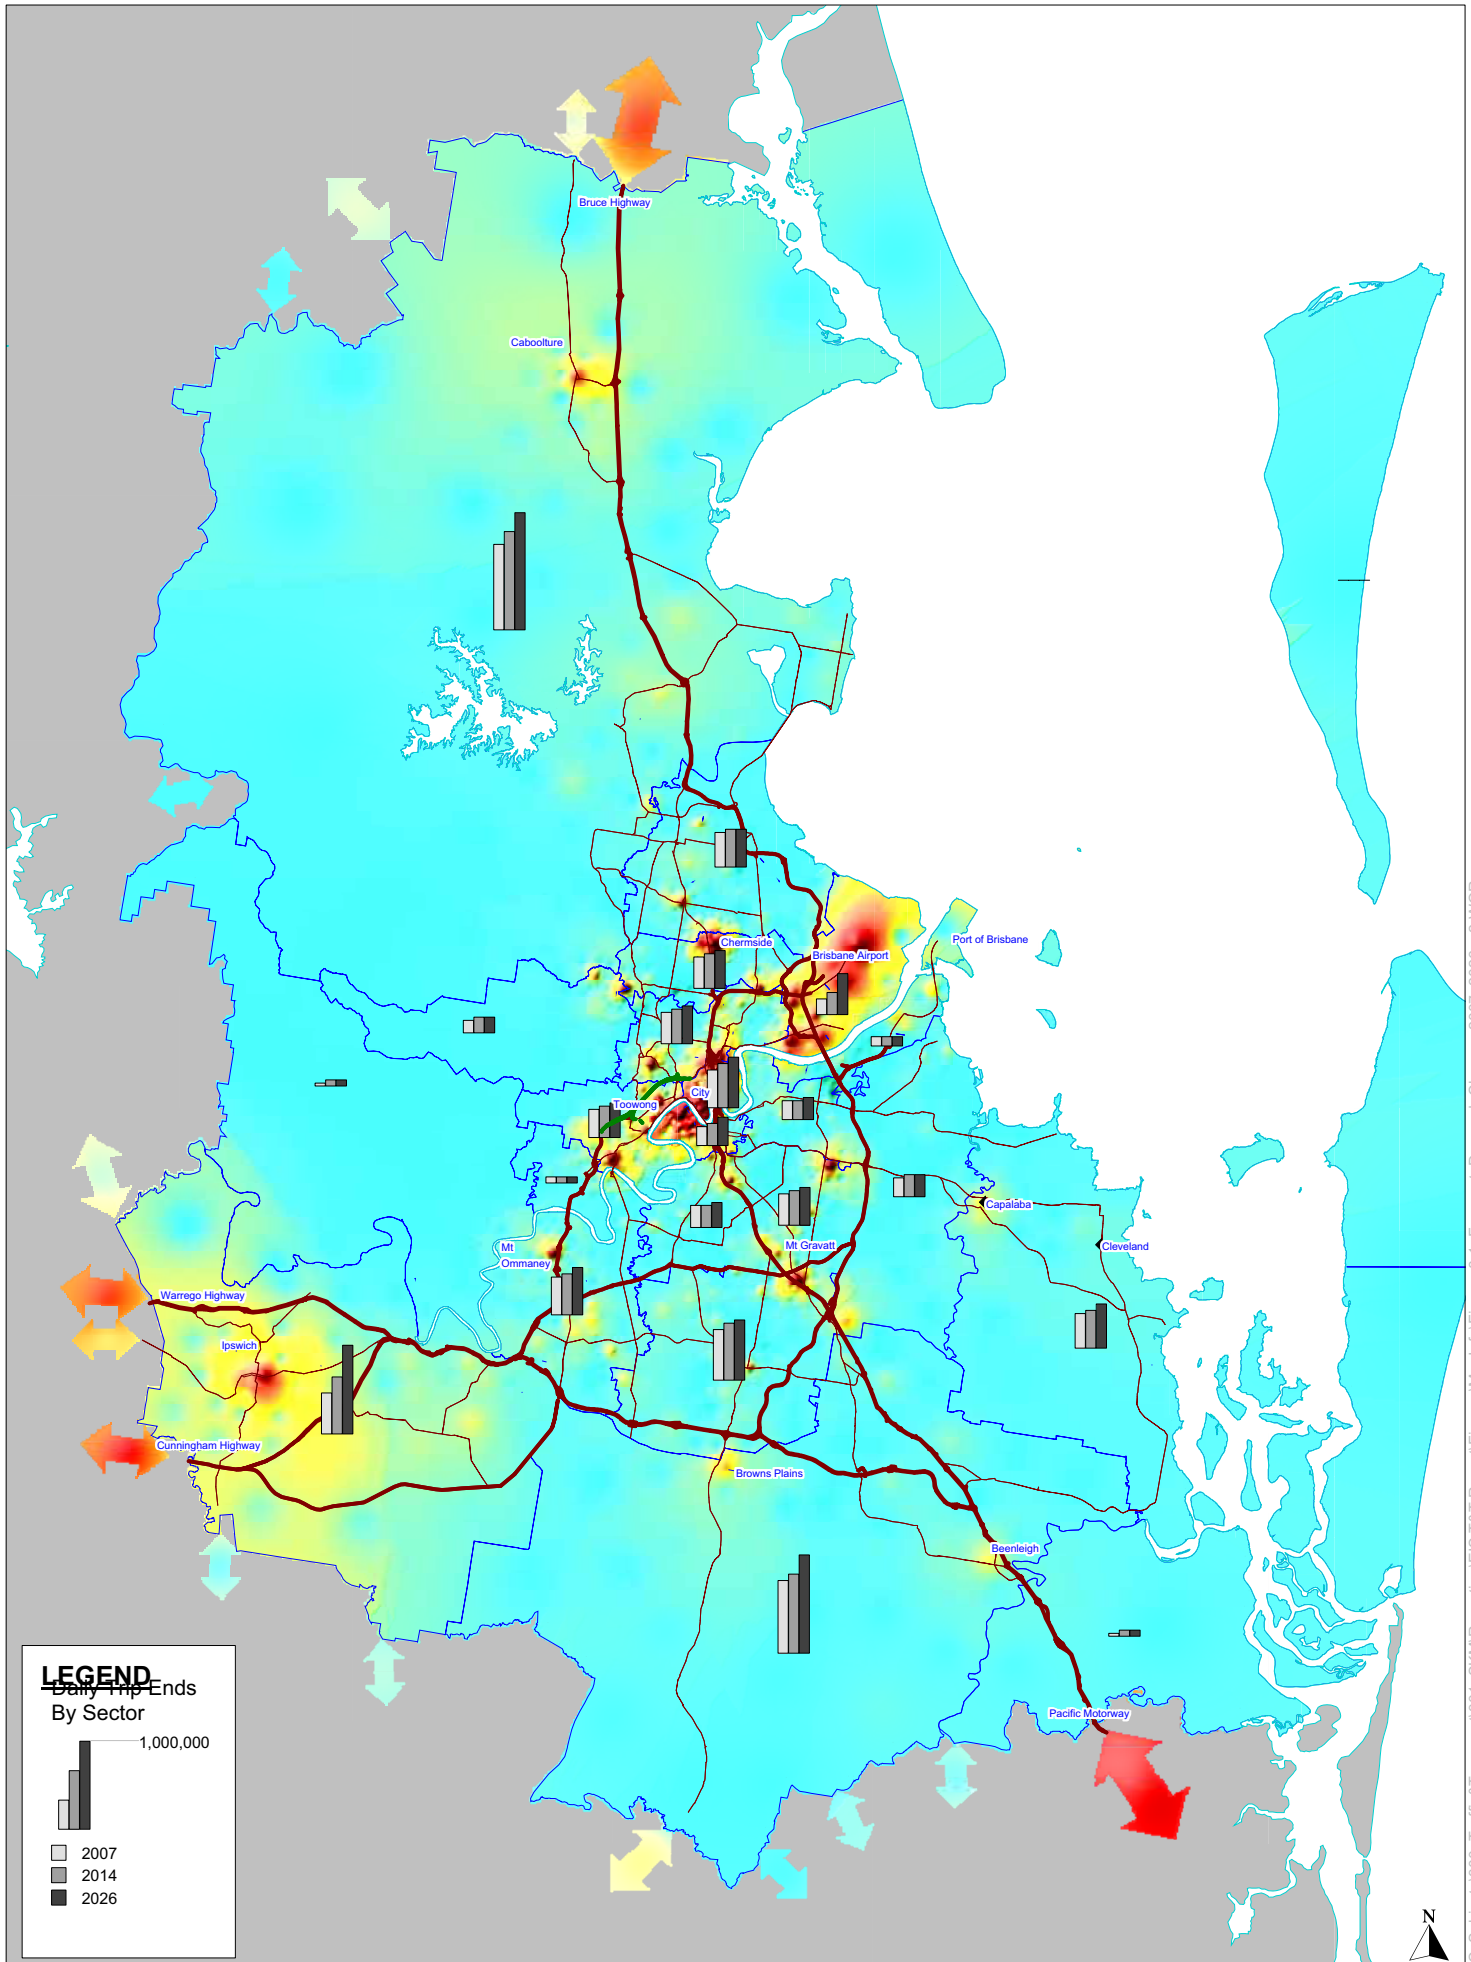 Bruce Highway
Caboolture
Chermside
Port of Brisbane
Brisbane Airport
City
Toowong
Capalaba
Mt
Ommaney
Mt Gravatt
Cleveland
Warrego Highway
Ipswich
Cunningham Highway
Browns Plains
Beenleigh
Pacific Motorway
LEGEND
Daily Trip Ends
By Sector
1,000,000
2007
2014
2026
N